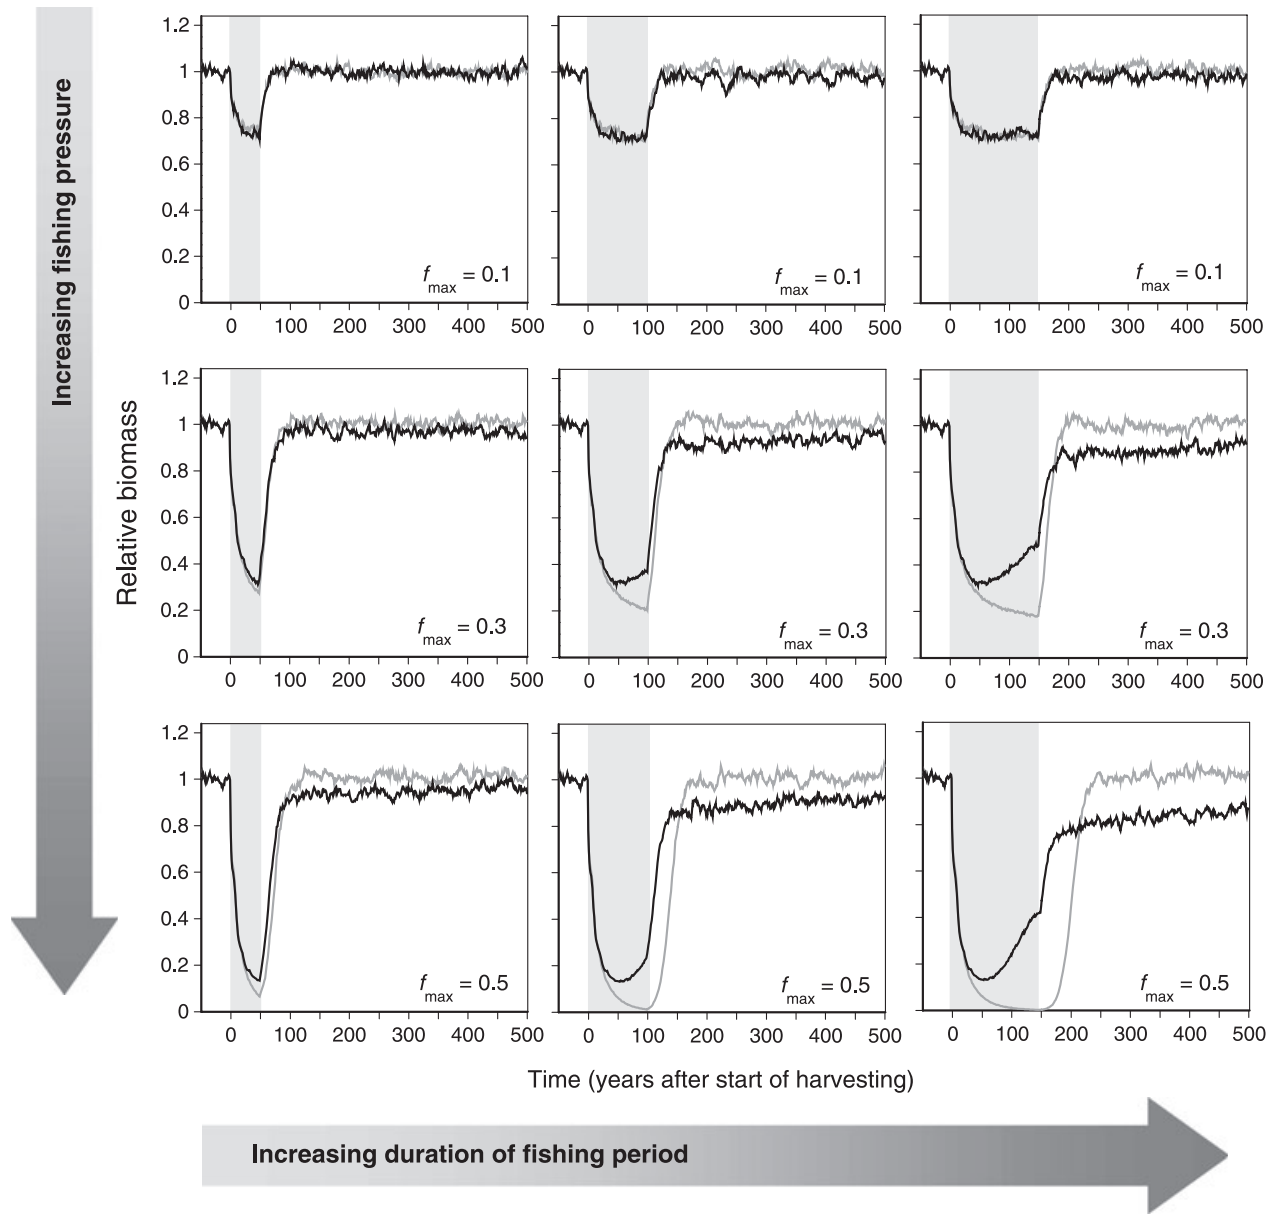 Increasing fishing pressure
Relative biomass
1.2
1
0.8
0.6
0.4
0.2
0
f max = 0.1
f max = 0.1
f max = 0.1
0 100 200 300 400 500
0 100 200 300 400 500
0 100 200 300 400 500
1.2
1
0.8
0.6
0.4
0.2
0
f max = 0.3
f max = 0.3
f max = 0.3
0 100 200 300 400 500
0 100 200 300 400 500
0 100 200 300 400 500
1.2
1
0.8
0.6
0.4
0.2
0
f max = 0.5
f max = 0.5
f max = 0.5
0 100 200 300 400 500
0 100 200 300 400 500
0 100 200 300 400 500
Time (years after start of harvesting)
Increasing duration of fishing period